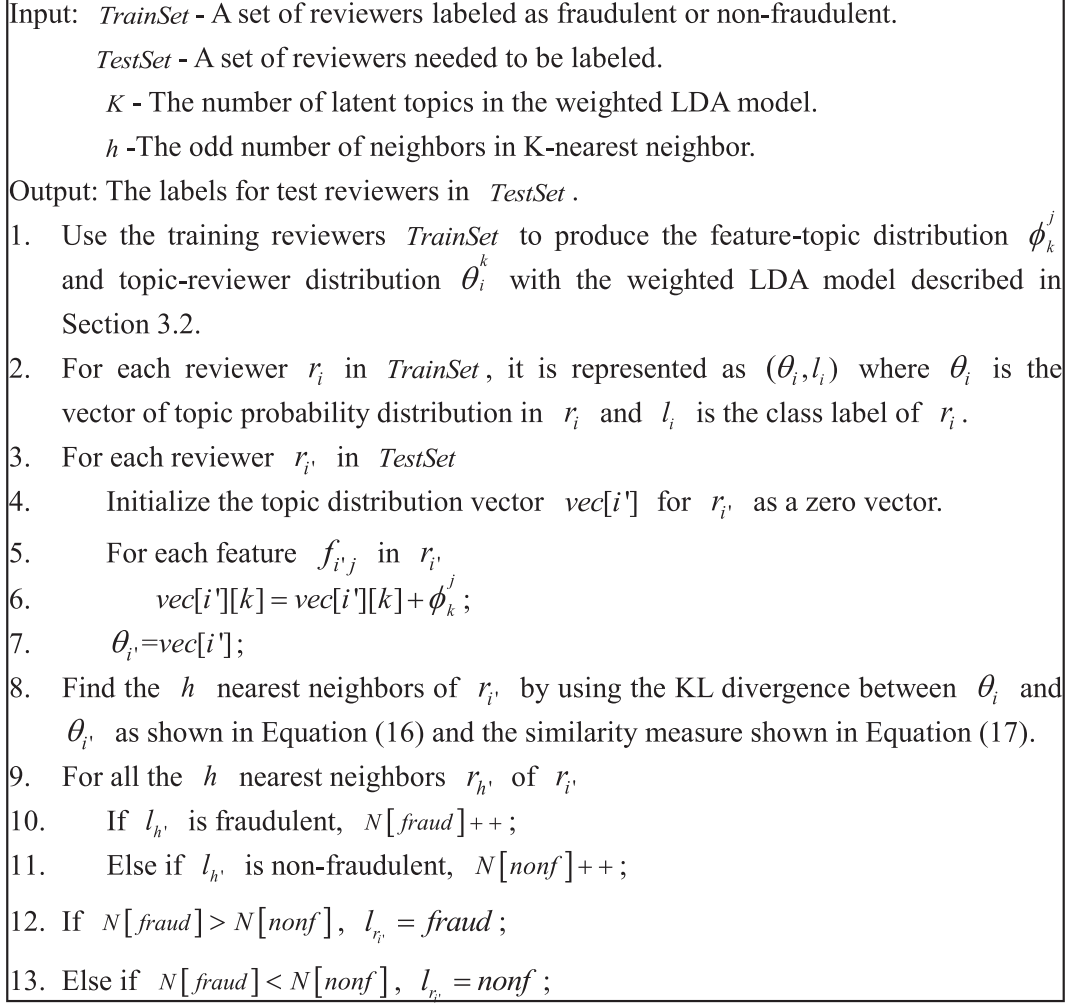 Input: TrainSet - A set of reviewers labeled as fraudulent or non-fraudulent.
TestSet - A set of reviewers needed to be labeled.
K - The number of latent topics in the weighted LDA model.
h -The odd number of neighbors in K-nearest neighbor.
Output: The labels for test reviewers in TestSet .
1. Use the training reviewers TrainSet to produce the feature-topic distribution ϕ_k^j
and topic-reviewer distribution θ_i^k with the weighted LDA model described in
Section 3.2.
2. For each reviewer r_i in TrainSet , it is represented as (θ_i, l_i) where θ_i is the
vector of topic probability distribution in r_i and l_i is the class label of r_i .
3. For each reviewer r_i' in TestSet
4. Initialize the topic distribution vector vec[i'] for r_i' as a zero vector.
5. For each feature f_i'j in r_i'
6. vec[i'][k] = vec[i'][k] + ϕ_k^j ;
7. θ_i'=vec[i'];
8. Find the h nearest neighbors of r_i' by using the KL divergence between θ_i and
θ_i' as shown in Equation (16) and the similarity measure shown in Equation (17).
9. For all the h nearest neighbors r_h' of r_i'
10. If l_h' is fraudulent, N[fraud]++;
11. Else if l_h' is non-fraudulent, N[nonf]++;
12. If N[fraud] > N[nonf], l_r_i' = fraud ;
13. Else if N[fraud] < N[nonf], l_r_i' = nonf ;